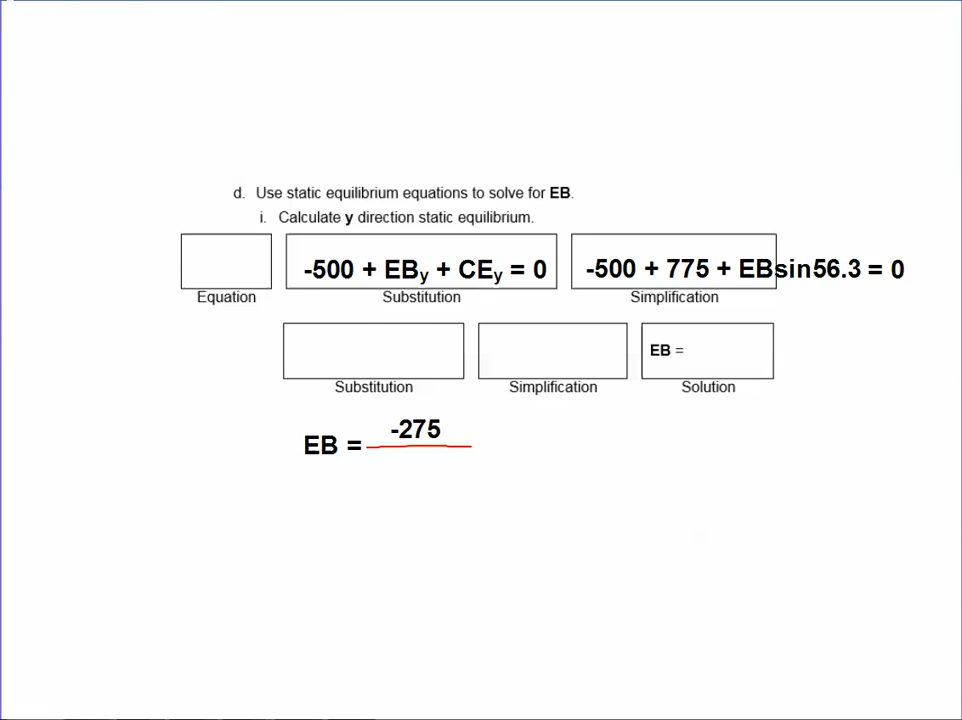 d. Use static equilibrium equations to solve for EB.
i. Calculate y direction static equilibrium.
-500 + EBy + CEy = 0
-500 + 775 + EBsin56.3 = 0
Equation
Substitution
Simplification
EB =
Substitution
Simplification
Solution
-275
EB =